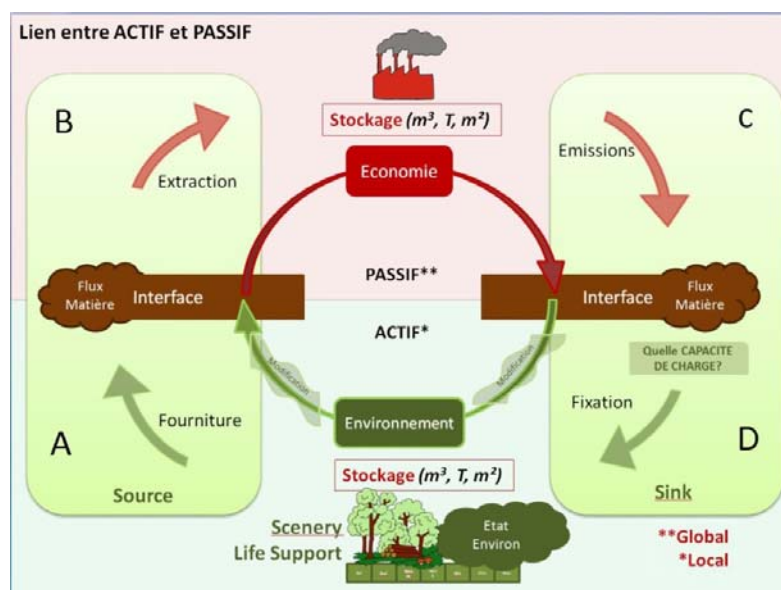 Lien entre ACTIF et PASSIF
B
C
Stockage (m³, T, m²)
Extraction
Emissions
Economie
Flux
Matière
Interface
PASSIF**
Interface
Flux
Matière
ACTIF*
Modification
Modification
Quelle CAPACITE
DE CHARGE?
Fourniture
Environnement
Fixation
A
D
Source
Stockage (m³, T, m²)
Sink
Scenery
Life Support
Etat
Environ
**Global
*Local